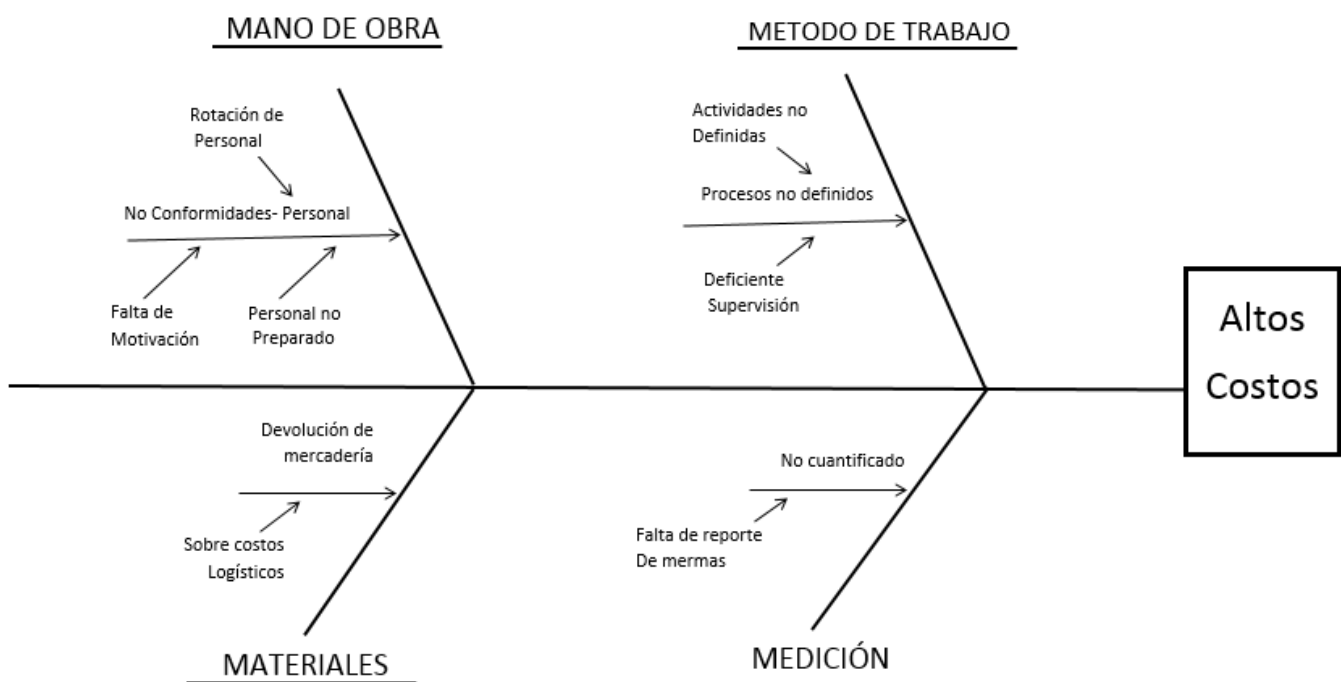 MANO DE OBRA
METODO DE TRABAJO
Rotación de
Personal
No Conformidades- Personal
Falta de
Motivación
Personal no
Preparado
Actividades no
Definidas
Procesos no definidos
Deficiente
Supervisión
Altos
Costos
Devolución de
mercadería
Sobre costos
Logísticos
No cuantificado
Falta de reporte
De mermas
MATERIALES
MEDICIÓN